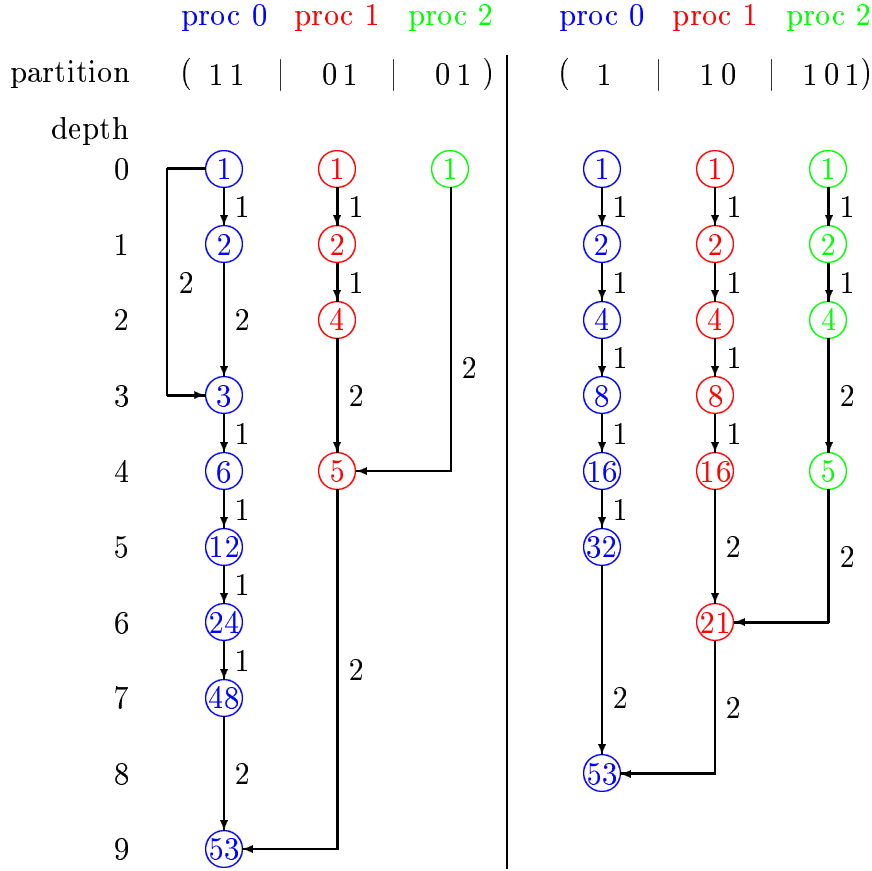 proc 0 proc 1 proc 2 proc 0 proc 1 proc 2
partition ( 1 1 | 0 1 | 0 1 ) ( 1 | 1 0 | 1 0 1 )
depth
0 1 1 1 1 1 1
1 1 1 1 1
1 2 2 2 2 2
2 1 1 1 1
2 2 4 4 4 4
2 1 1
3 3 2 2 8 8 2
1 1 1
4 6 5 16 16 5
1 1
5 12 32 2 2
1
6 24 21
1 2
7 48 2 2
2
8 53
9 53